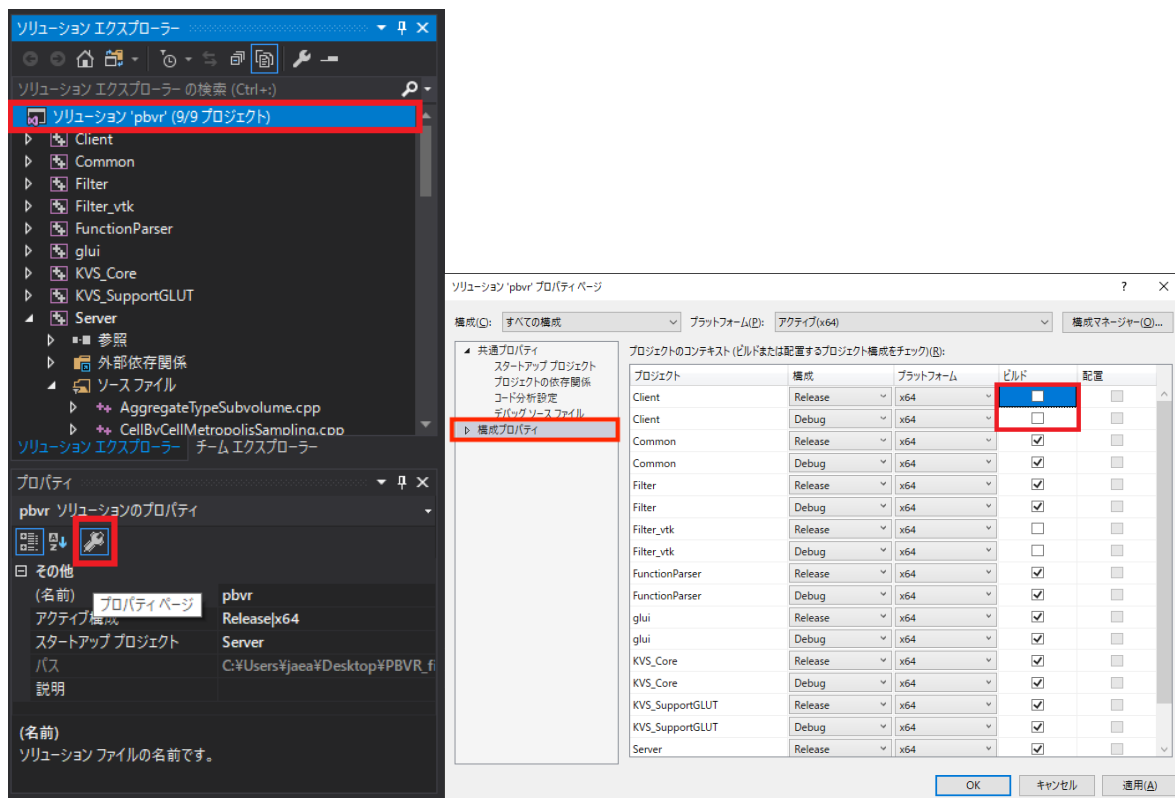 ソリューション エクスプローラー
ソリューション エクスプローラー の検索 (Ctrl+:)
ソリューション 'pbvr' (9/9 プロジェクト)
Client
Common
Filter
Filter_vtk
FunctionParser
glui
KVS_Core
KVS_SupportGLUT
Server
参照
外部依存関係
ソース ファイル
AggregateTypeSubvolume.cpp
CellByCellMetropolisSampling.cpp
ソリューション エクスプローラー チーム エクスプローラー
プロパティ
pbvr ソリューションのプロパティ
その他
(名前) pbvr
プロパティ ページ
アクティブ構成 Release|x64
スタートアップ プロジェクト Server
パス C:¥Users¥jaea¥Desktop¥PBVR_fi
説明
(名前)
ソリューション ファイルの名前です。
ソリューション 'pbvr' プロパティ ページ ?
構成(C): すべての構成 プラットフォーム(P): アクティブ(x64) 構成マネージャー(O)...
共通プロパティ
スタートアップ プロジェクト
プロジェクトの依存関係
コード分析設定
デバッグ ソース ファイル
構成プロパティ
プロジェクトのコンテキスト (ビルドまたは配置するプロジェクト構成をチェック)(R):
プロジェクト 構成 プラットフォーム ビルド 配置
Client Release x64
Client Debug x64
Common Release x64
Common Debug x64
Filter Release x64
Filter Debug x64
Filter_vtk Release x64
Filter_vtk Debug x64
FunctionParser Release x64
FunctionParser Debug x64
glui Release x64
glui Debug x64
KVS_Core Release x64
KVS_Core Debug x64
KVS_SupportGLUT Release x64
KVS_SupportGLUT Debug x64
Server Release x64
OK キャンセル 適用(A)